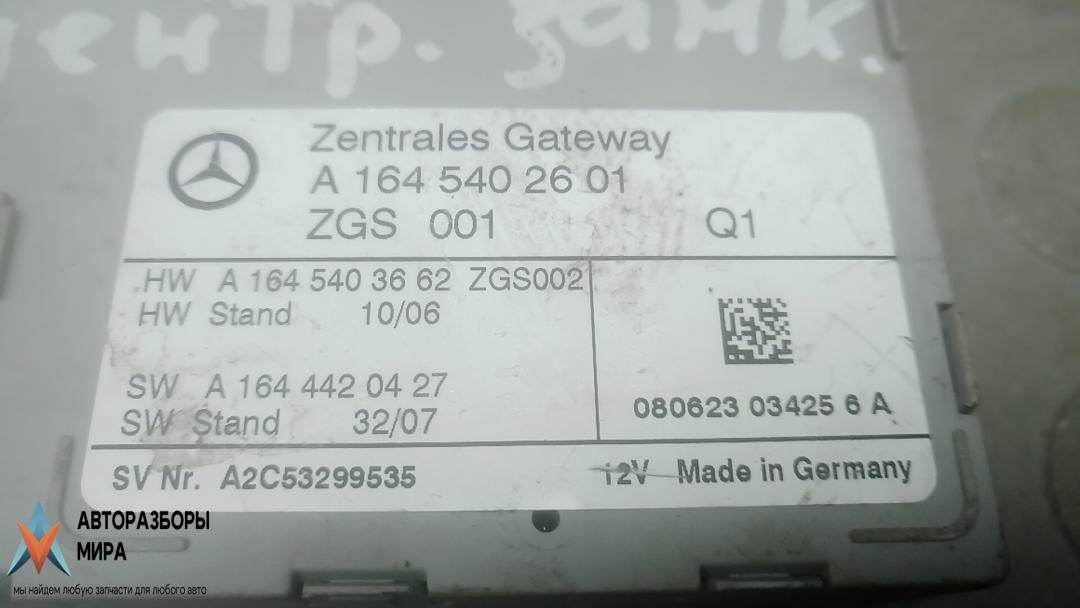 центр. замк.
Zentrales Gateway
A 164 540 26 01
ZGS 001 Q1
HW A 164 540 36 62 ZGS002
HW Stand 10/06
SW A 164 442 04 27
SW Stand 32/07
080623 03425 6 A
SV Nr. A2C53299535 12V Made in Germany
АВТОРАЗБОРЫ
МИРА
мы найдем любую запчасти для любого авто